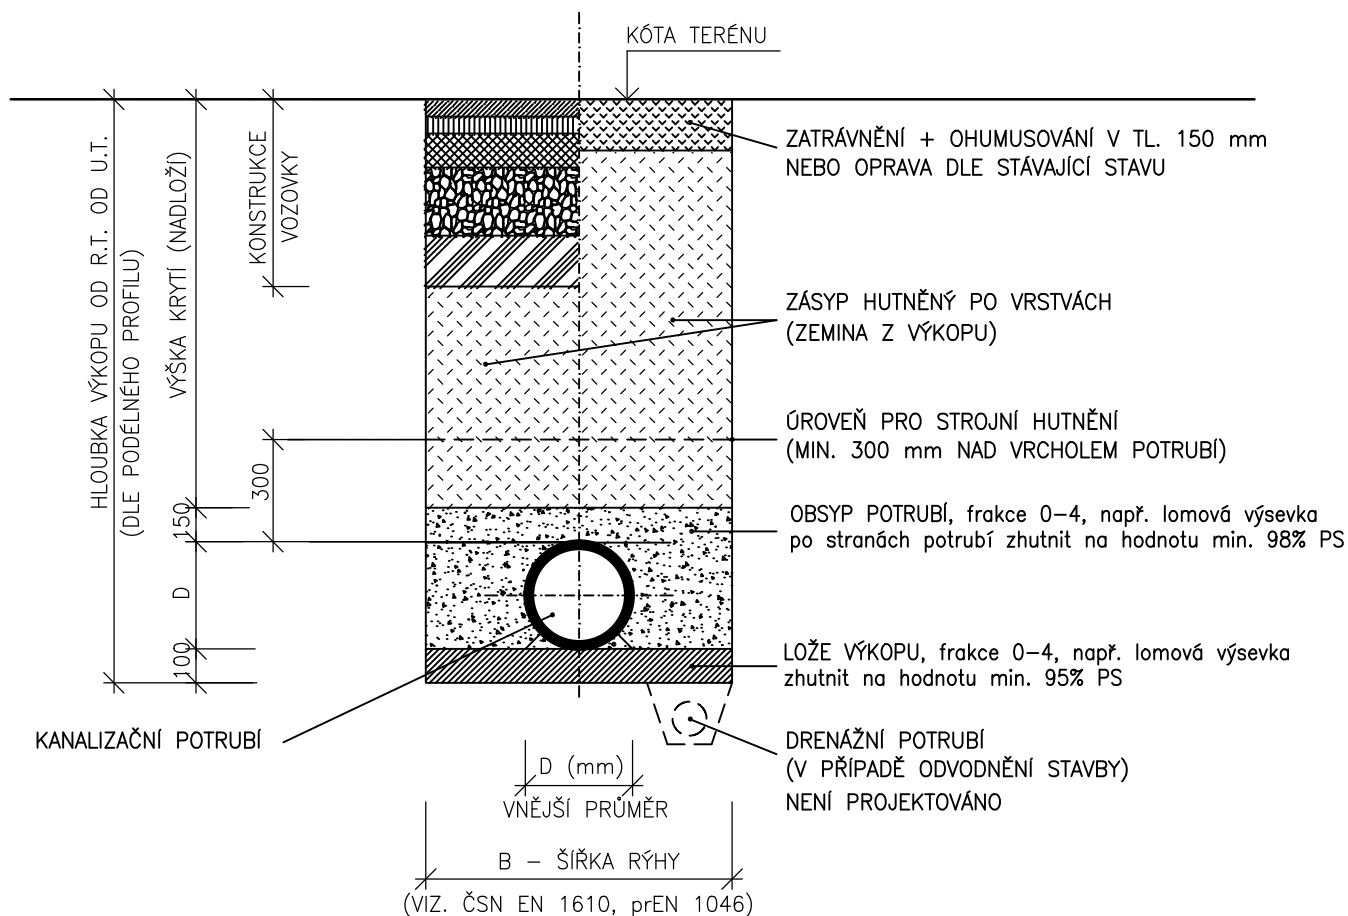 KÓTA TERÉNU
ZATRÁVNĚNÍ + OHUMUSOVÁNÍ V TL. 150 mm
NEBO OPRAVA DLE STÁVAJÍCÍ STAVU
HLOUBKA VÝKOPU OD R.T. OD U.T.
(DLE PODÉLNÉHO PROFILU)
VÝŠKA KRYTÍ (NADLOŽÍ)
KONSTRUKCE
VOZOVKY
ZÁSYP HUTNĚNÝ PO VRSTVÁCH
(ZEMINA Z VÝKOPU)
ÚROVEŇ PRO STROJNÍ HUTNĚNÍ
(MIN. 300 mm NAD VRCHOLEM POTRUBÍ)
300
150
OBSYP POTRUBÍ, frakce 0-4, např. lomová výsevka
po stranách potrubí zhutnit na hodnotu min. 98% PS
D
100
LOŽE VÝKOPU, frakce 0-4, např. lomová výsevka
zhutnit na hodnotu min. 95% PS
KANALIZAČNÍ POTRUBÍ
DRENÁŽNÍ POTRUBÍ
(V PŘÍPADĚ ODVODNĚNÍ STAVBY)
NENÍ PROJEKTOVÁNO
D (mm)
VNĚJŠÍ PRŮMĚR
B - ŠÍŘKA RÝHY
(VIZ. ČSN EN 1610, prEN 1046)